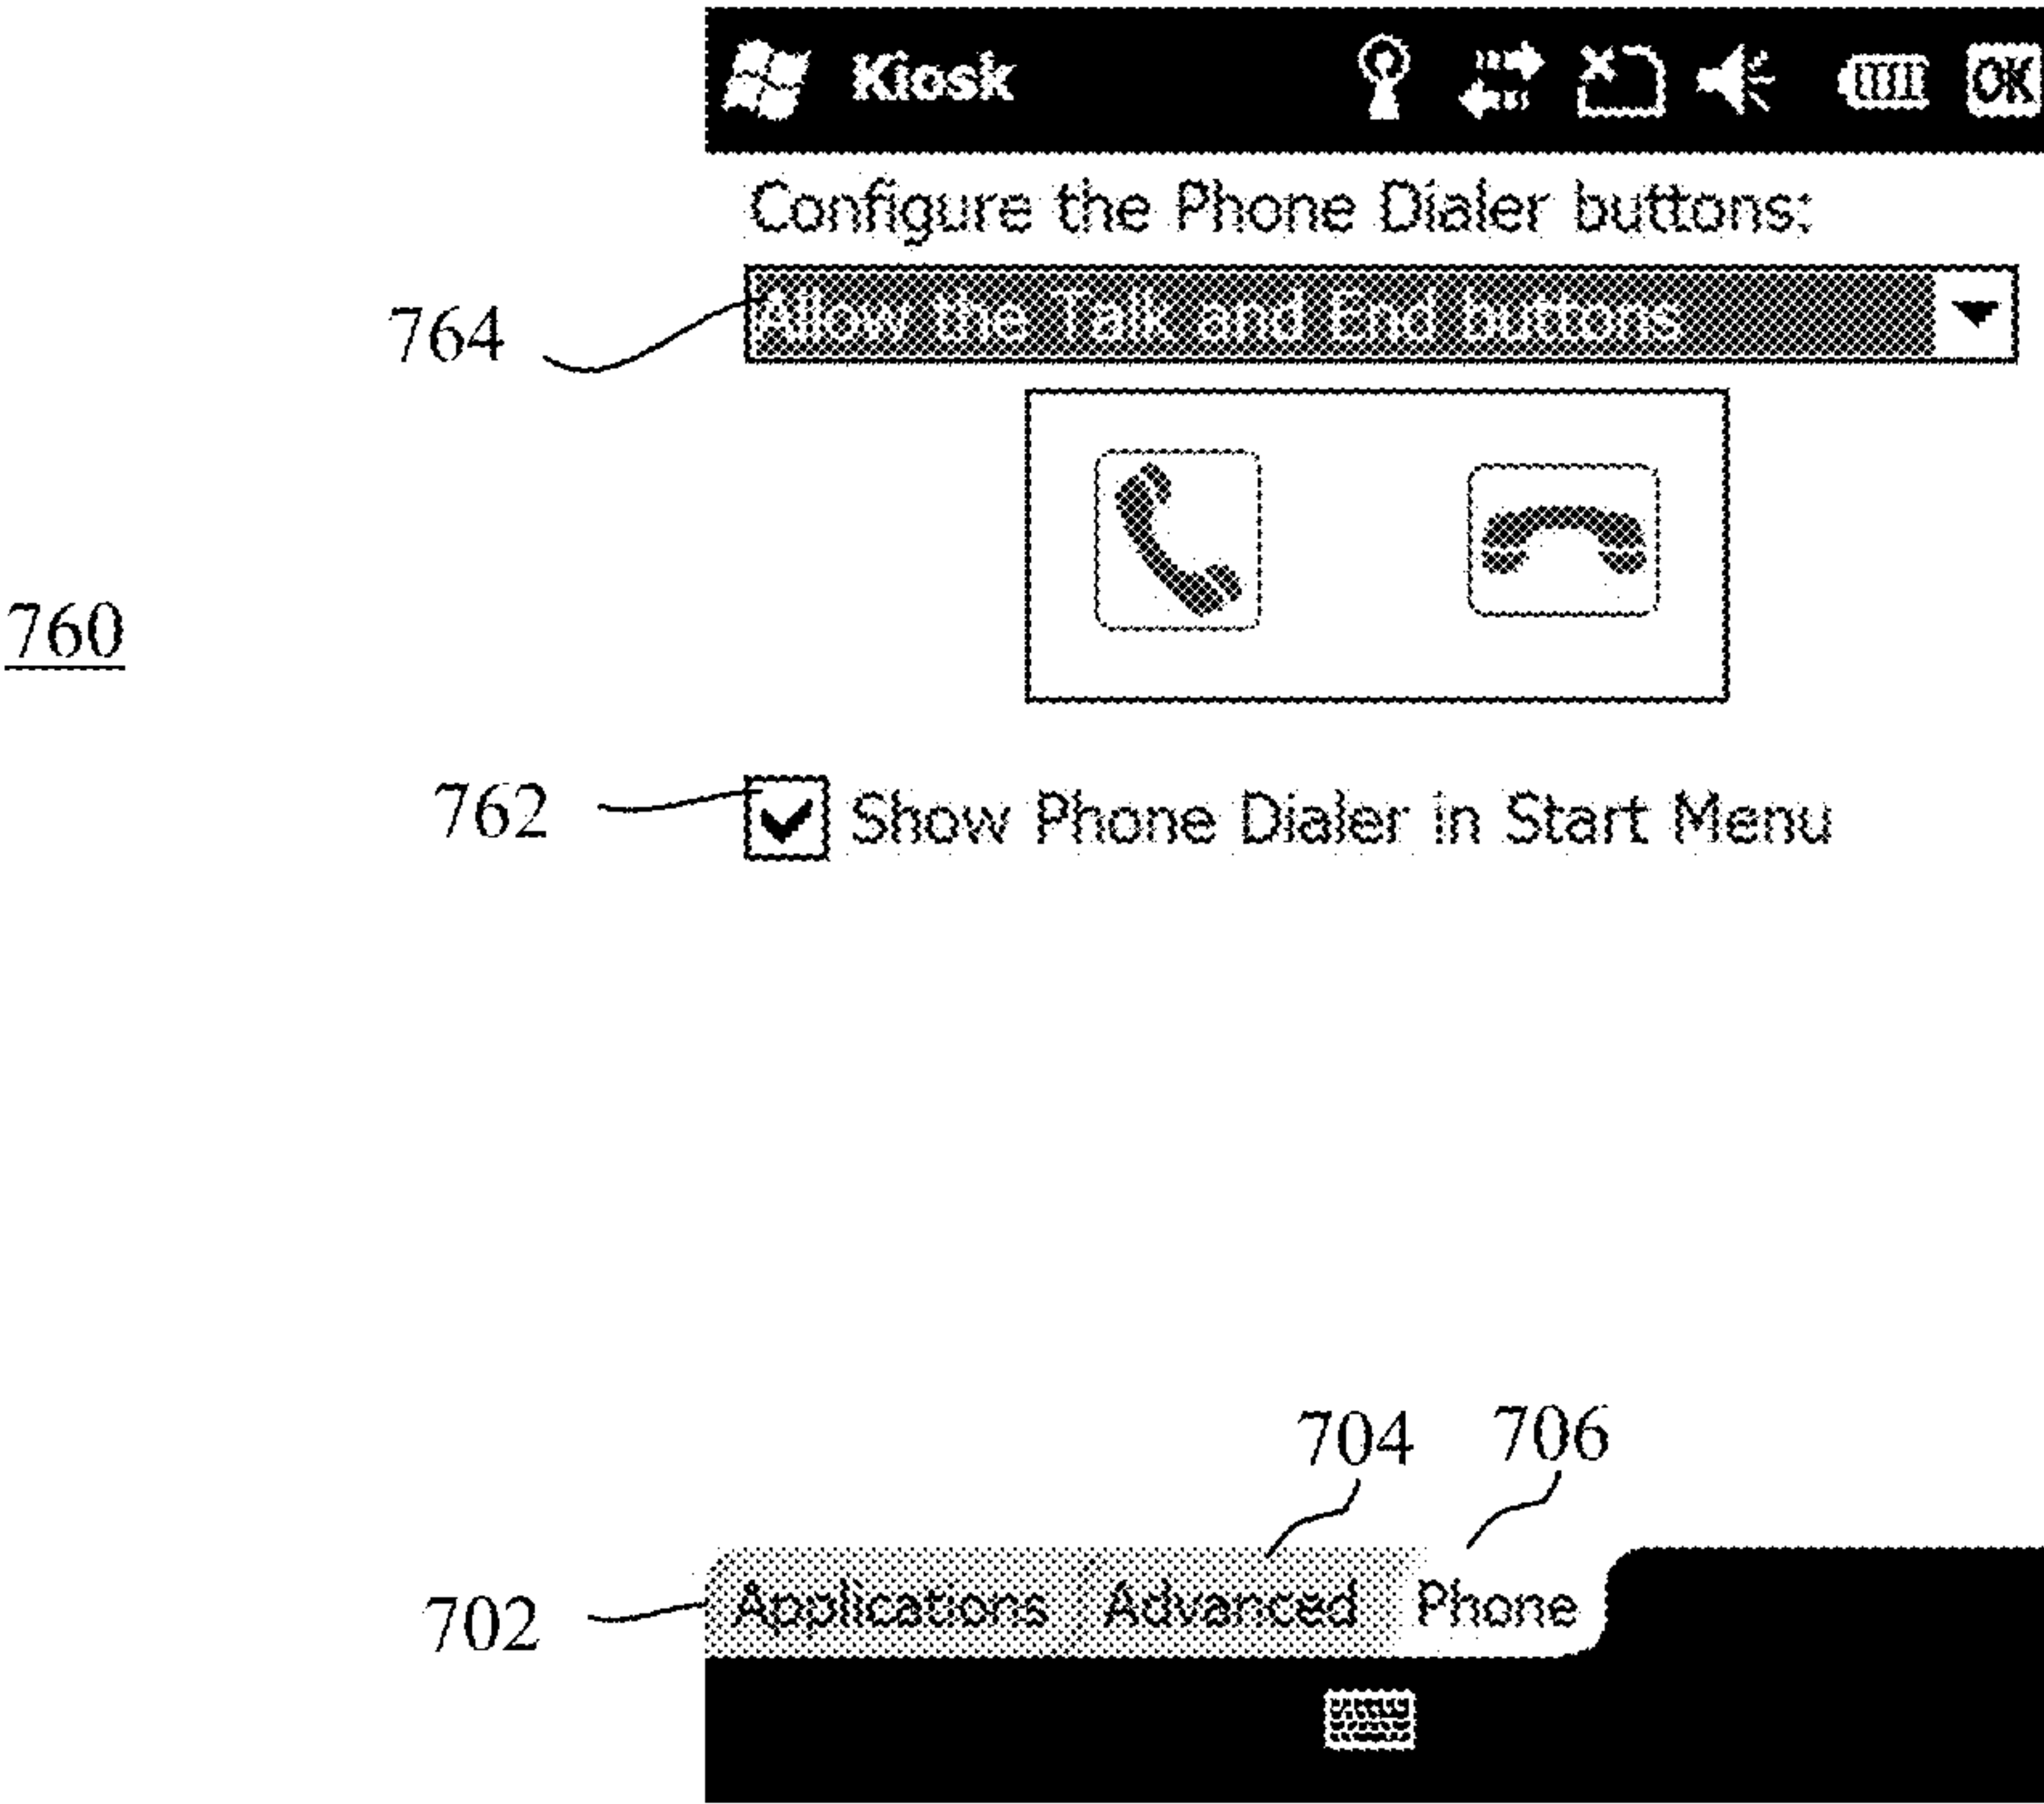 Kiosk OK
Configure the Phone Dialer buttons:
764 Allow the Talk and End buttons
760
762 Show Phone Dialer in Start Menu
704 706
702 Applications Advanced Phone